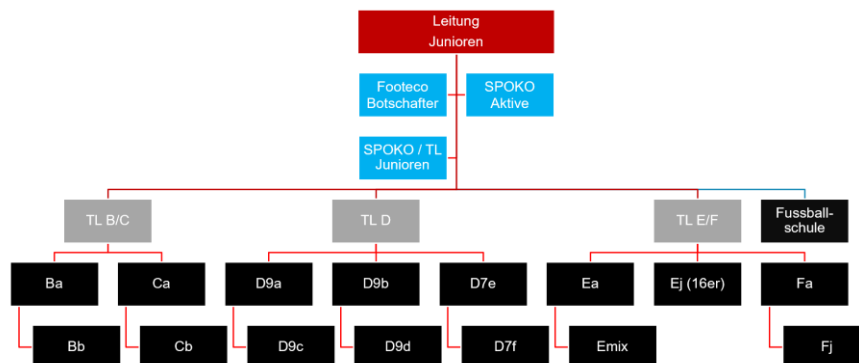 Leitung
Junioren
Footeco
Botschafter
SPOKO
Aktive
SPOKO / TL
Junioren
TL B/C
TL D
TL E/F
Fussball-
schule
Ba
Ca
D9a
D9b
D7e
Ea
Ej (16er)
Fa
Bb
Cb
D9c
D9d
D7f
Emix
Fj